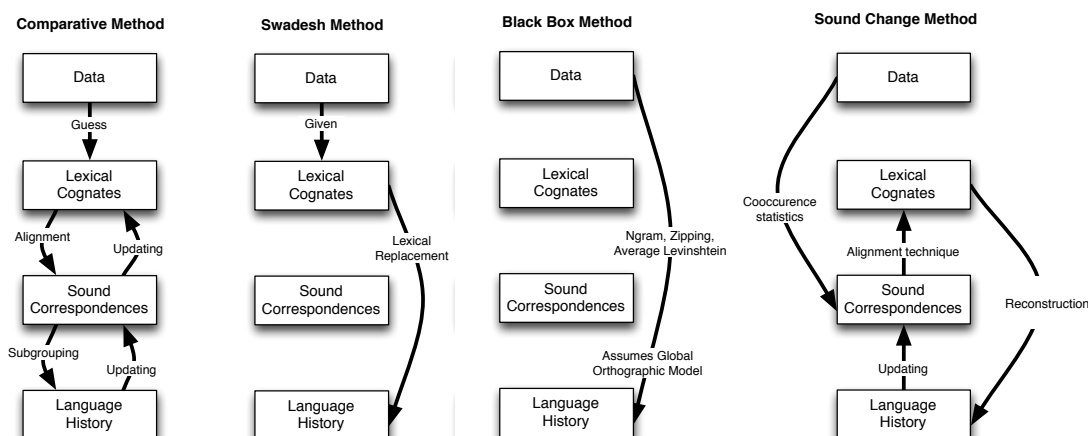 Comparative Method
Data
Guess
Lexical
Cognates
Alignment
Updating
Sound
Correspondences
Subgrouping
Updating
Language
History
Swadesh Method
Data
Given
Lexical
Cognates
Lexical
Replacement
Sound
Correspondences
Language
History
Black Box Method
Data
Lexical
Cognates
Ngram, Zipping,
Average Levinshtein
Sound
Correspondences
Assumes Global
Orthographic Model
Language
History
Sound Change Method
Data
Lexical
Cognates
Cooccurence
statistics
Alignment technique
Sound
Correspondences
Reconstruction
Updating
Language
History